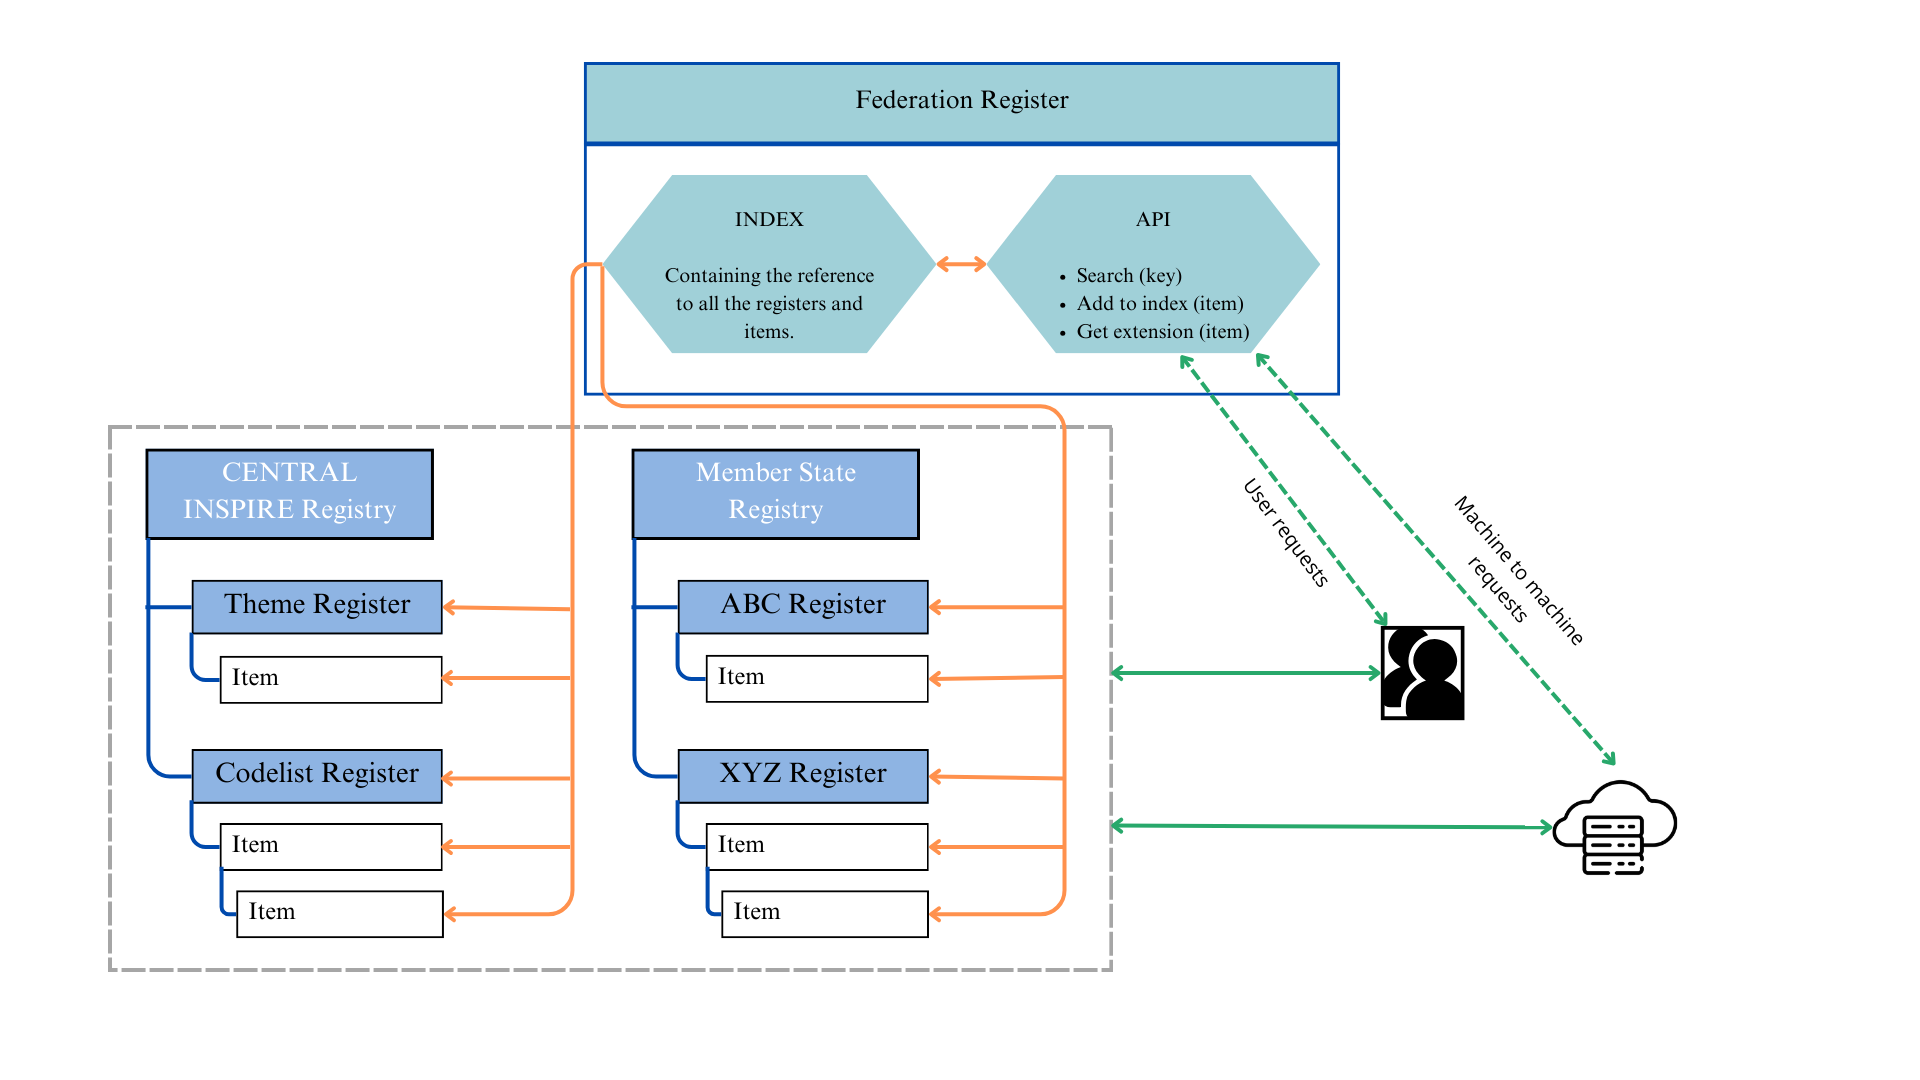 Federation Register
INDEX
Containing the reference
to all the registers and
items.
API
• Search (key)
• Add to index (item)
• Get extension (item)
CENTRAL
INSPIRE Registry
Theme Register
Item
Codelist Register
Item
Item
Member State
Registry
ABC Register
Item
XYZ Register
Item
Item
User requests
Machine to machine
requests